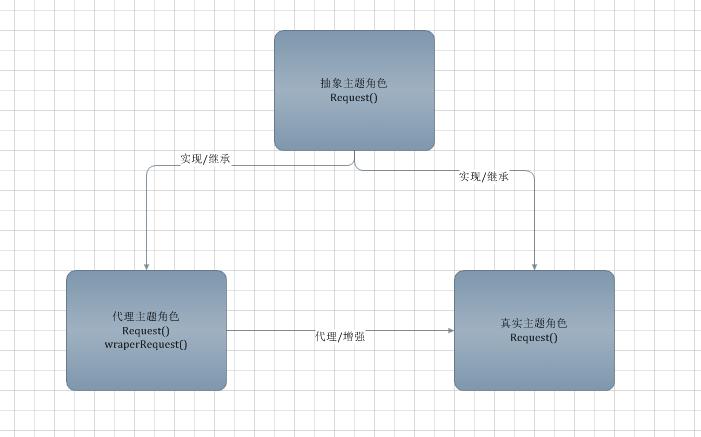 抽象主题角色
Request()
实现/继承
实现/继承
代理主题角色
Request()
wraperRequest()
代理/增强
真实主题角色
Request()